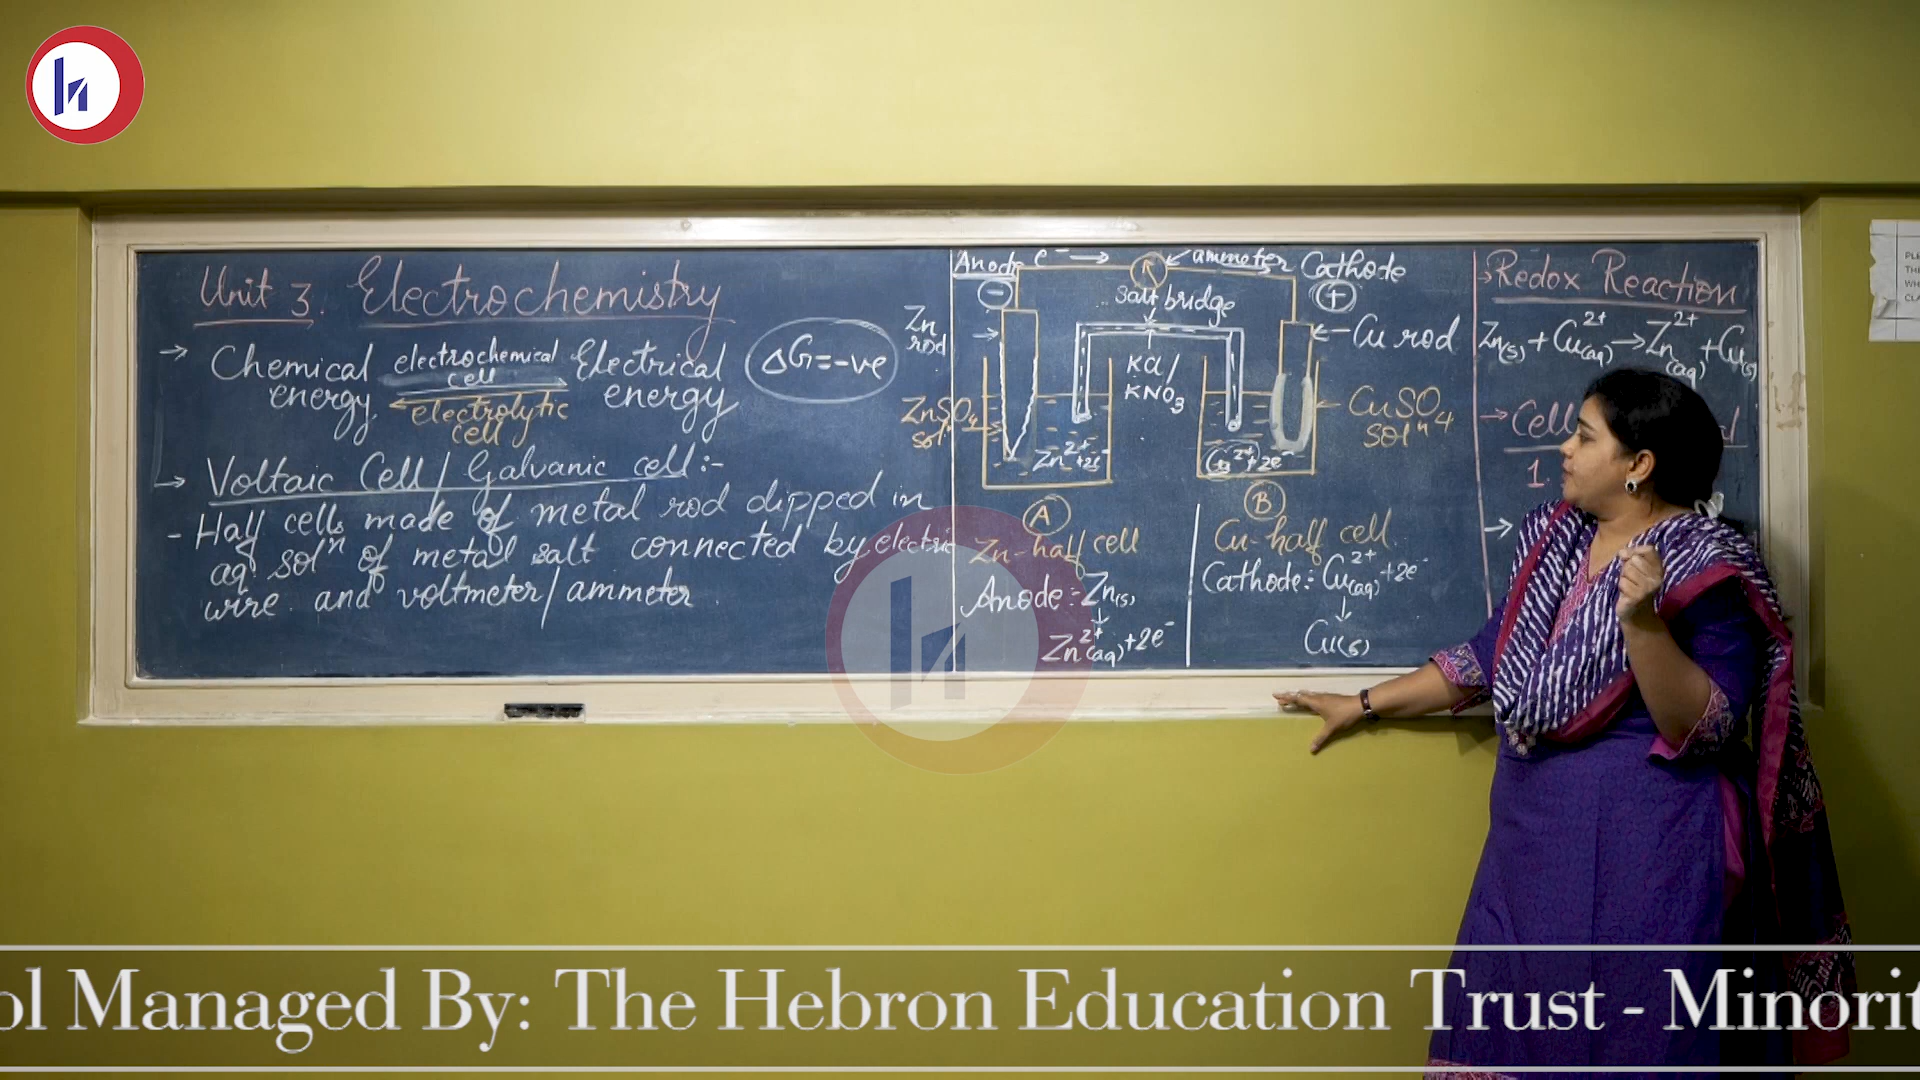 Unit 3. Electrochemistry
→ Chemical energy. electrochemical cell Electrical energy
electrolytic cell
ΔG = -ve
→ Voltaic Cell / Galvanic cell :-
- Half cells made of metal rod dipped in
aq. solⁿ of metal salt connected by electric
wire and voltmeter / ammeter.
Anode e⁻ → ammeter Cathode
- +
salt bridge
Zn rod
Cu rod
KCl / KNO₃
ZnSO₄ solⁿ
CuSO₄ solⁿ
Zn²⁺+2e⁻
Cu²⁺+2e⁻
A
B
Zn-half cell
Cu-half cell
Anode :- Zn(s)
↓
Zn²⁺(aq)+2e⁻
Cathode :- Cu²⁺(aq)+2e⁻
↓
Cu(s)
→ Redox Reaction
Zn(s) + Cu²⁺(aq) → Zn²⁺(aq) + Cu(s)
→ Cell
1.
→
ol Managed By: The Hebron Education Trust - Minorit